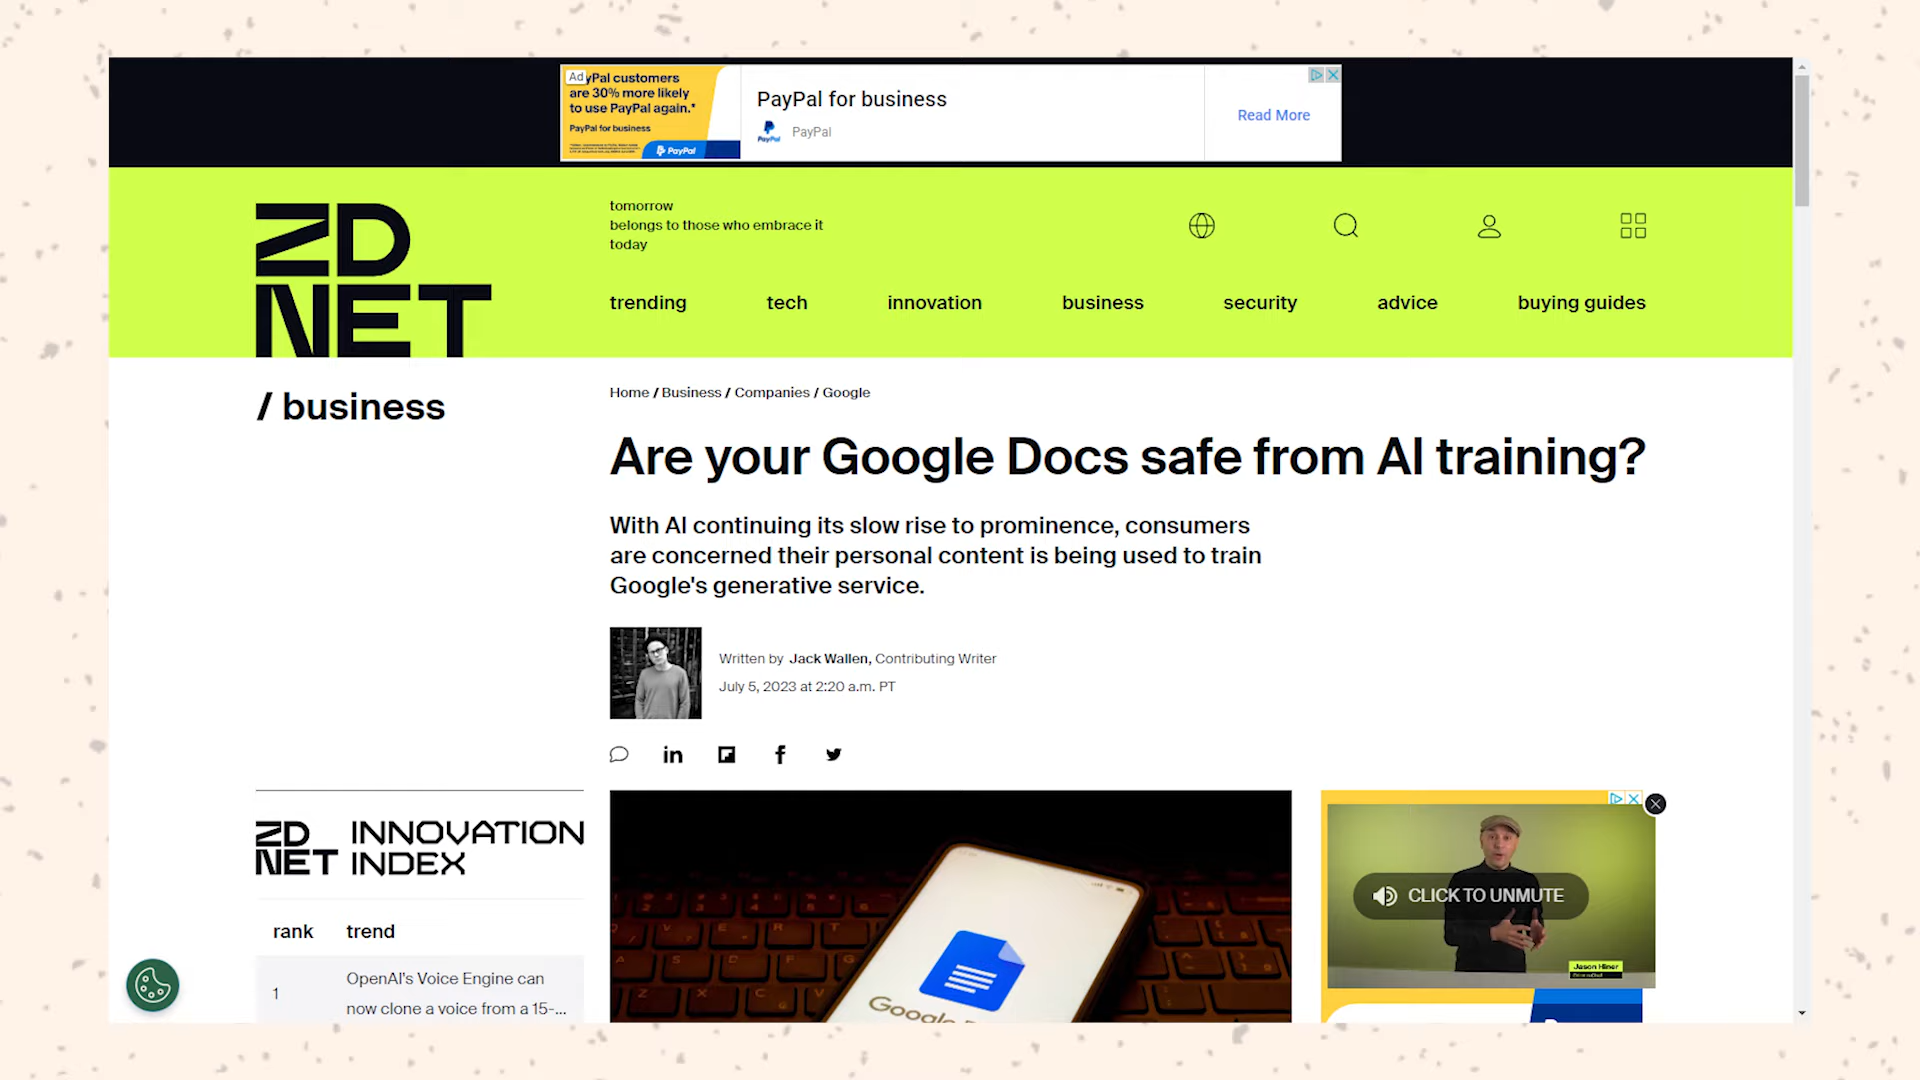 Ad
yPal customers
are 30% more likely
to use PayPal again.*
PayPal for business
PayPal
PayPal for business
PayPal
PayPal
Read More
ZD
NET
tomorrow
belongs to those who embrace it
today
trending
tech
innovation
business
security
advice
buying guides
/ business
Home / Business / Companies / Google
Are your Google Docs safe from AI training?
With AI continuing its slow rise to prominence, consumers
are concerned their personal content is being used to train
Google's generative service.
Written by Jack Wallen, Contributing Writer
July 5, 2023 at 2:20 a.m. PT
ZD
NET
INNOVATION
INDEX
rank
trend
1
OpenAI's Voice Engine can
now clone a voice from a 15-...
Google
CLICK TO UNMUTE
Jason Hiner